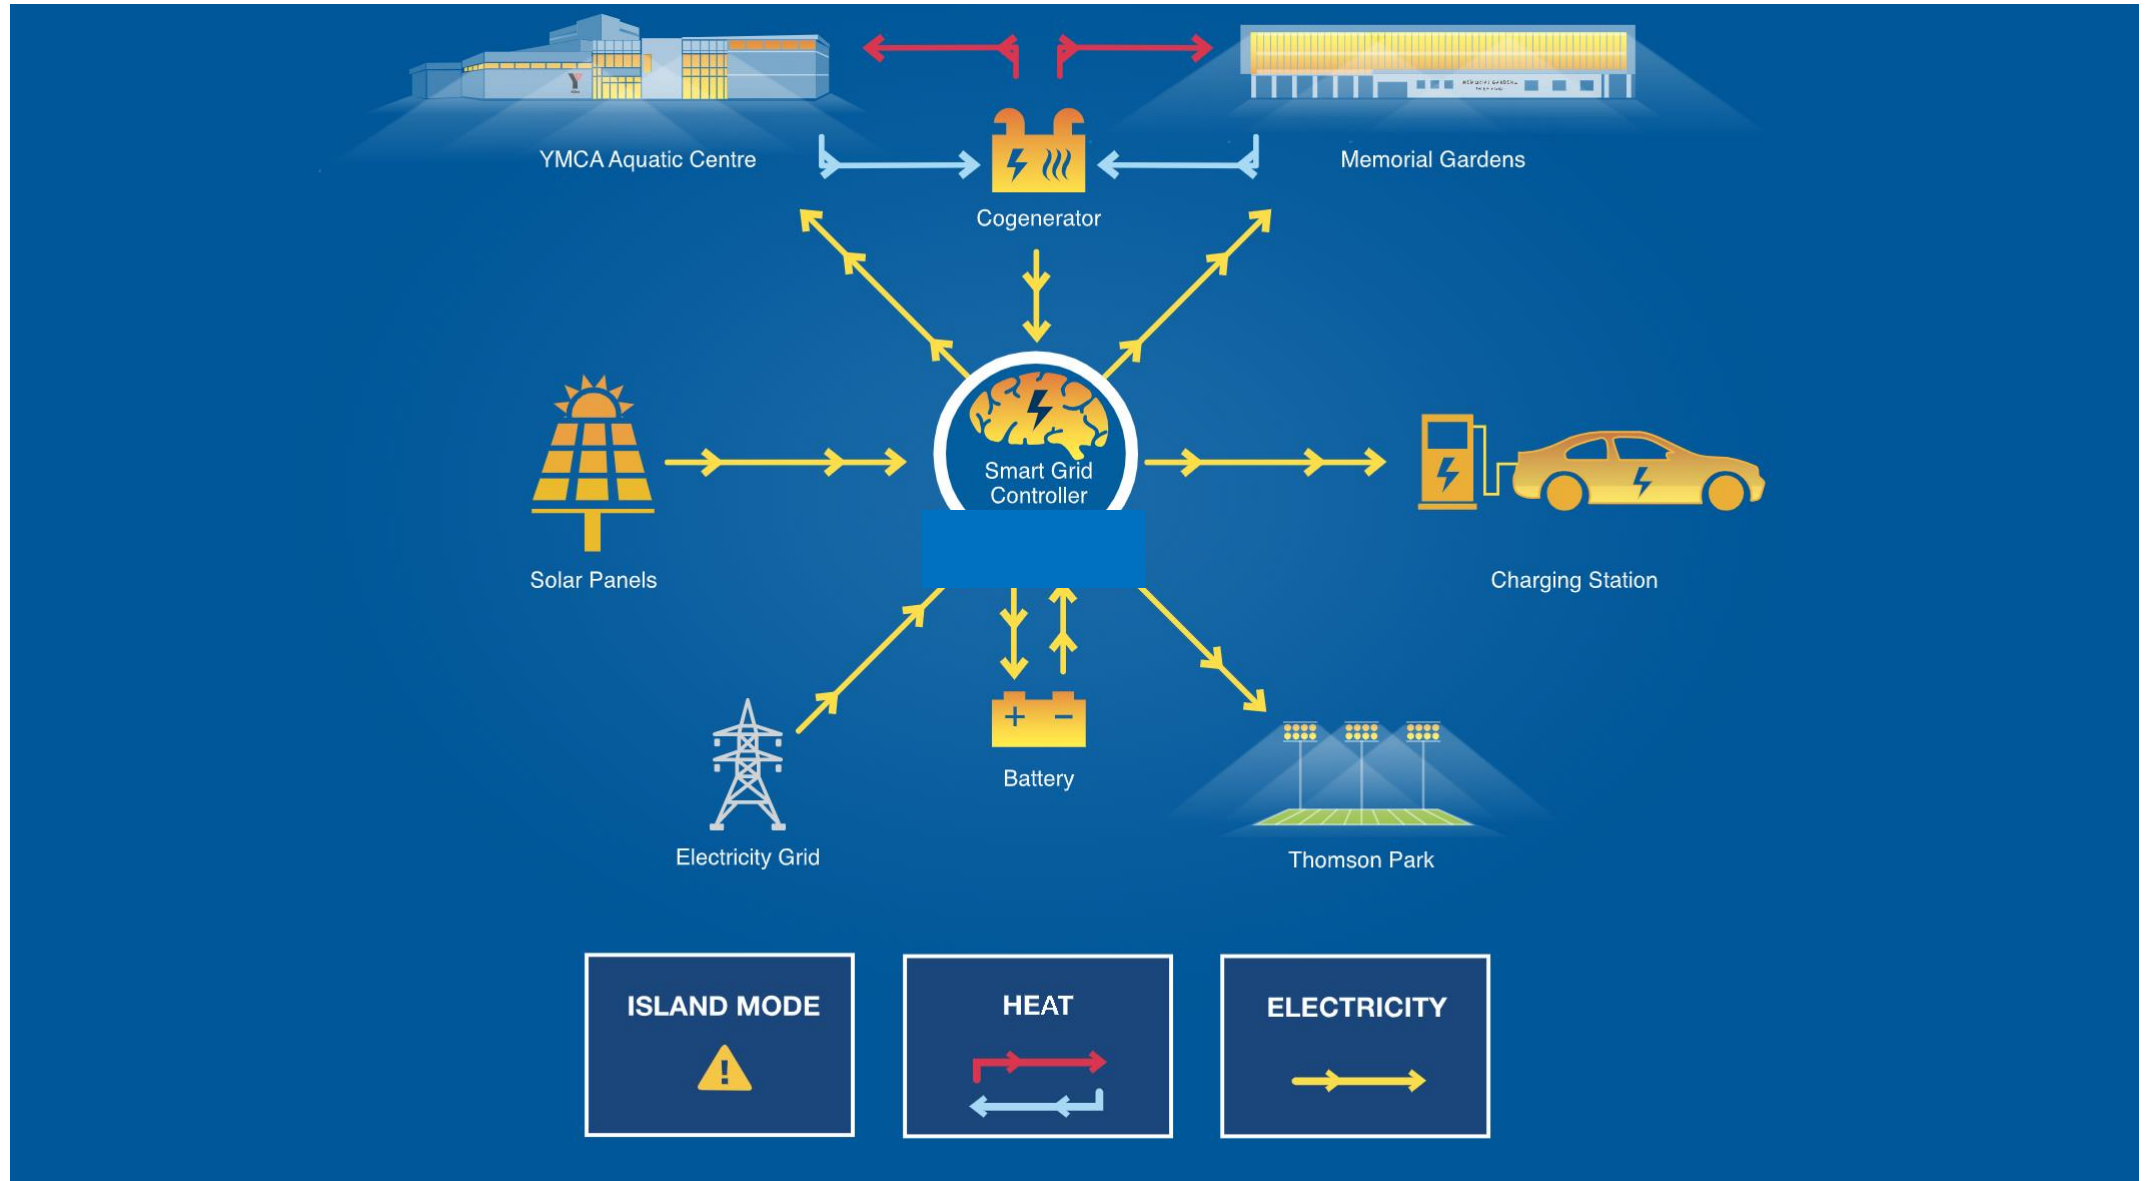 YMCA Aquatic Centre
Memorial Gardens
Cogenerator
Smart Grid
Controller
Solar Panels
Charging Station
+ −
Battery
Electricity Grid
Thomson Park
ISLAND MODE
!
HEAT
ELECTRICITY